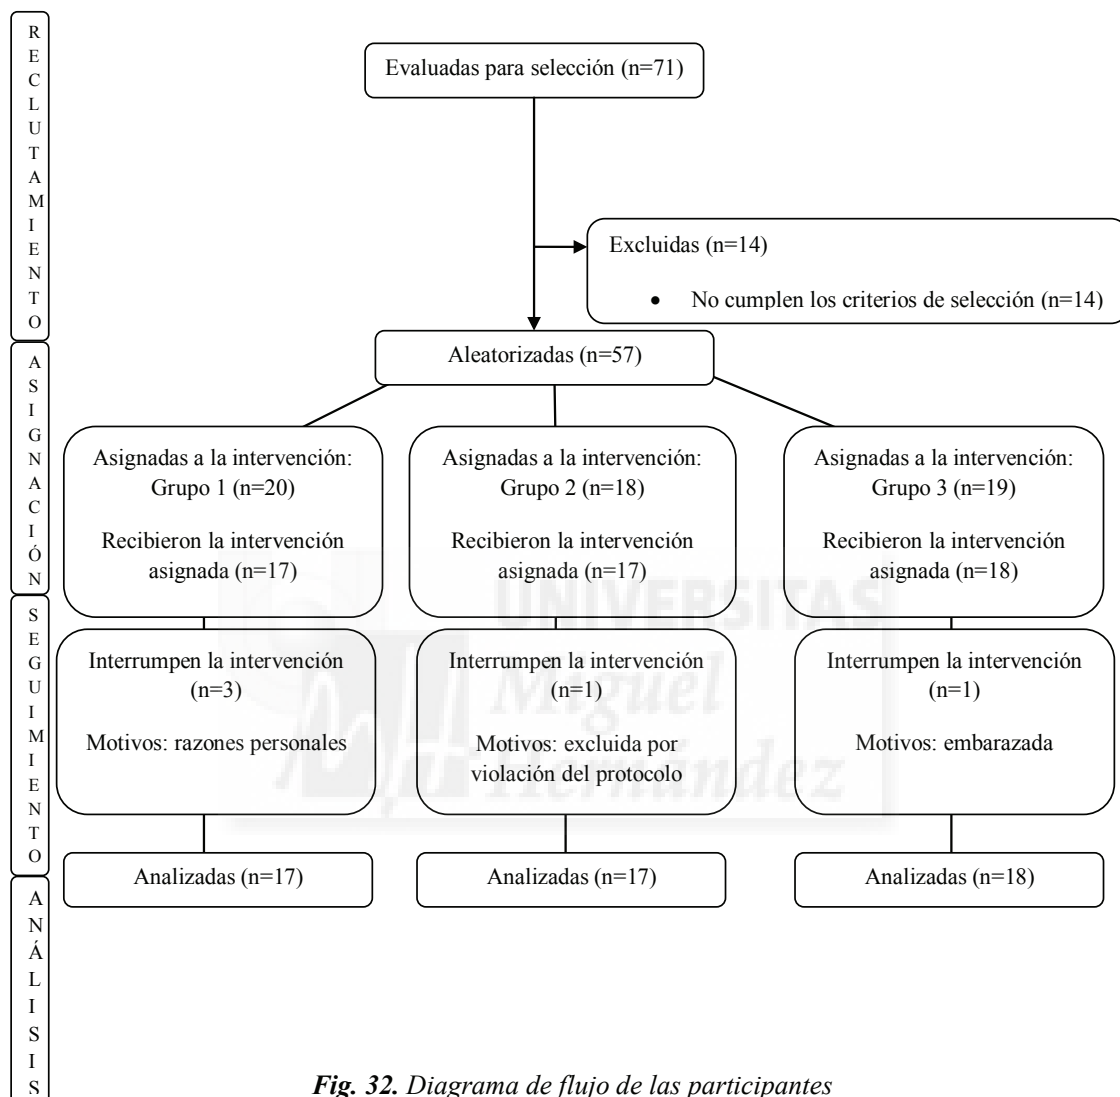 RECLUTAMIENTO
Evaluadas para selección (n=71)
Excluidas (n=14)
• No cumplen los criterios de selección (n=14)
Aleatorizadas (n=57)
ASIGNACIÓN
Asignadas a la intervención:
Grupo 1 (n=20)
Recibieron la intervención
asignada (n=17)
Asignadas a la intervención:
Grupo 2 (n=18)
Recibieron la intervención
asignada (n=17)
Asignadas a la intervención:
Grupo 3 (n=19)
Recibieron la intervención
asignada (n=18)
SEGUIMIENTO
Interrumpen la intervención
(n=3)
Motivos: razones personales
Interrumpen la intervención
(n=1)
Motivos: excluida por
violación del protocolo
Interrumpen la intervención
(n=1)
Motivos: embarazada
UNIVERSITAS
Miguel
Hernández
ANÁLISIS
Analizadas (n=17)
Analizadas (n=17)
Analizadas (n=18)
Fig. 32. Diagrama de flujo de las participantes